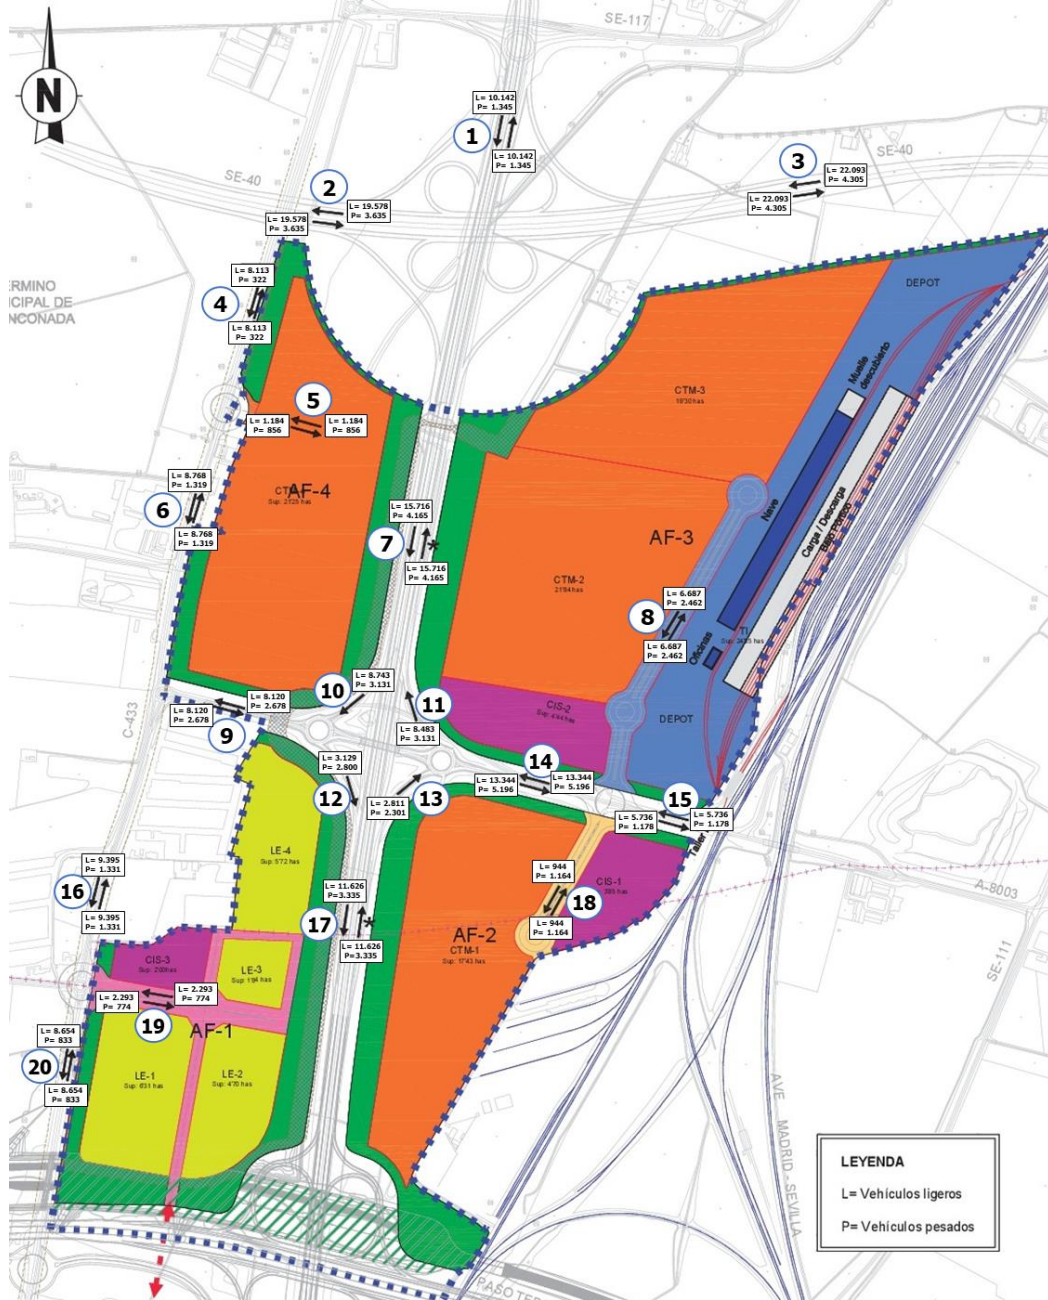 SE-117
N
L= 10.142
P= 1.345
1
L= 10.142
P= 1.345
SE-40
3
L= 22.093
P= 4.305
L= 22.093
P= 4.305
SE-40
2
L= 19.578
P= 3.635
L= 19.578
P= 3.635
ERMINO
ICIPAL DE
NCONADA
L= 8.113
P= 322
4
L= 8.113
P= 322
DEPOT
Muelle
descubierto
CTM-3
5
L= 1.184
P= 856
L= 1.184
P= 856
AF-4
L= 8.768
P= 1.319
6
L= 8.768
P= 1.319
L= 15.716
P= 4.165
7
*
L= 15.716
P= 4.165
AF-3
Nave
Carga / Descarga
Bajo Pórtico
CTM-2
L= 6.687
P= 2.462
8
L= 6.687
P= 2.462
Oficinas
TI
L= 8.743
P= 3.131
10
11
L= 8.483
P= 3.131
CIS-2
DEPOT
C-433
L= 8.120
P= 2.678
L= 8.120
P= 2.678
9
L= 3.129
P= 2.800
12
L= 2.811
P= 2.301
13
14
L= 13.344
P= 5.196
L= 13.344
P= 5.196
15
L= 5.736
P= 1.178
L= 5.736
P= 1.178
LE-4
L= 9.395
P= 1.331
16
L= 9.395
P= 1.331
L= 11.626
P=3.335
17
*
L= 11.626
P=3.335
L= 944
P= 1.164
CIS-1
18
L= 944
P= 1.164
A-8003
SE-111
AF-2
CTM-1
CIS-3
LE-3
L= 2.293
P= 774
L= 2.293
P= 774
19
AF-1
L= 8.654
P= 833
20
L= 8.654
P= 833
LE-1
LE-2
AVE MADRID - SEVILLA
LEYENDA
L= Vehículos ligeros
P= Vehículos pesados
PASO TER